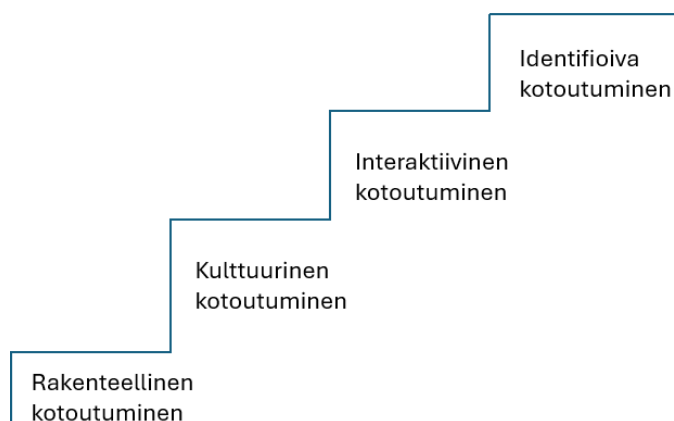 Identifioiva
kotoutuminen
Interaktiivinen
kotoutuminen
Kulttuurinen
kotoutuminen
Rakenteellinen
kotoutuminen